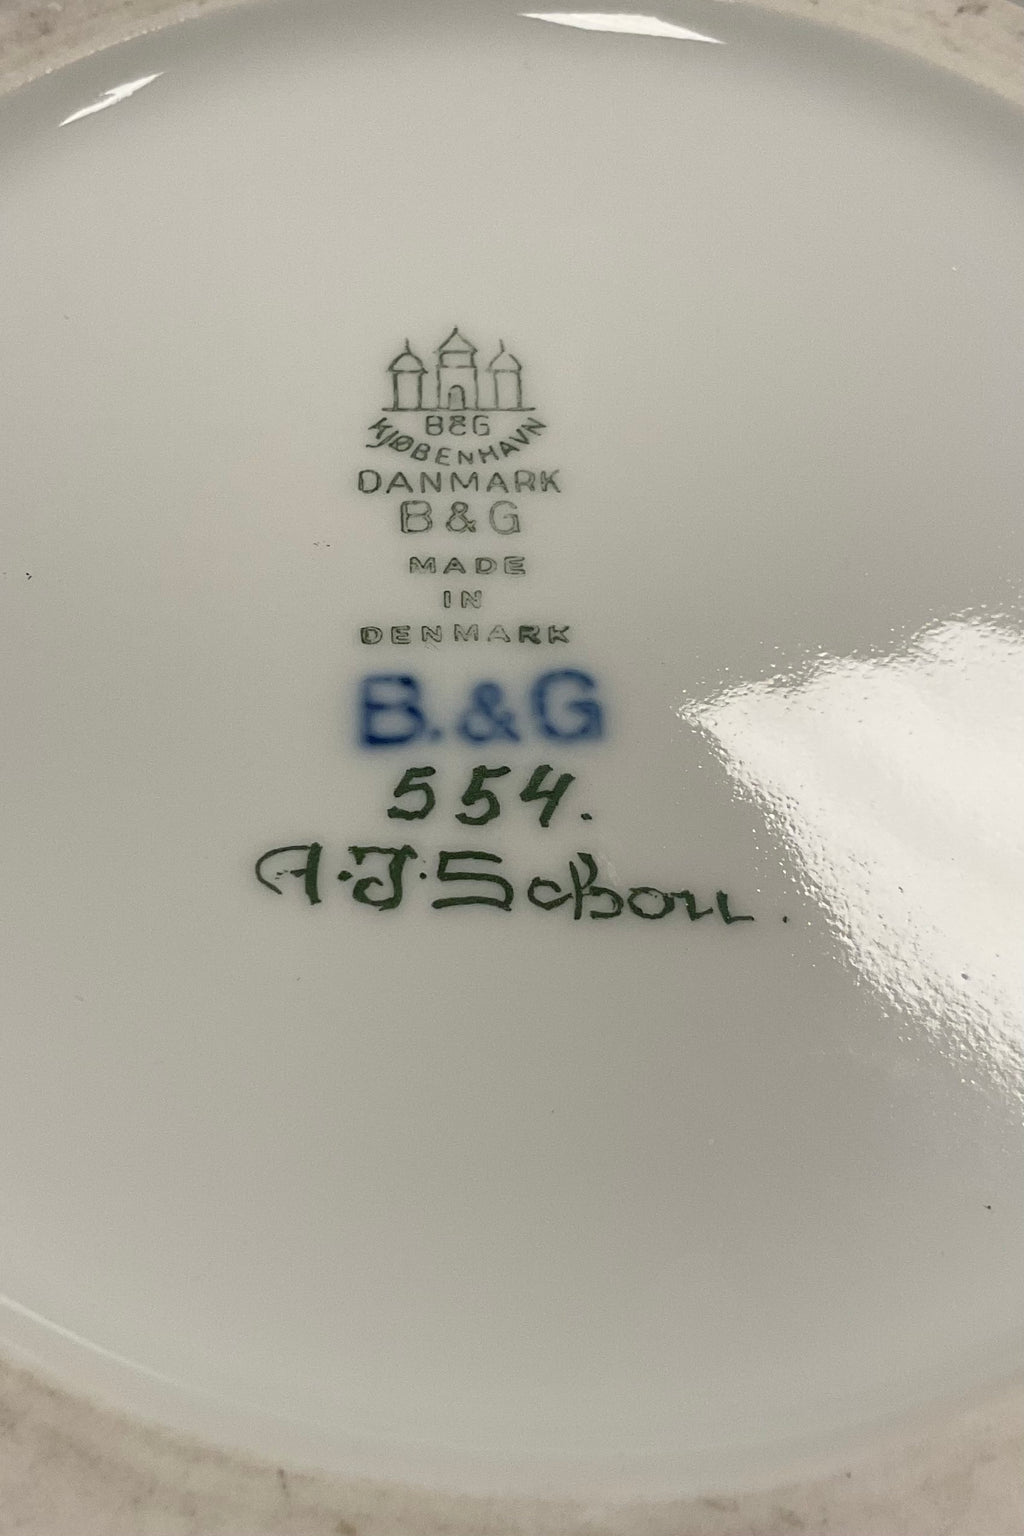 B&G
KJØBENHAVN
DANMARK
B&G
MADE
IN
DENMARK
B.&G
554.
A.J.Schou.